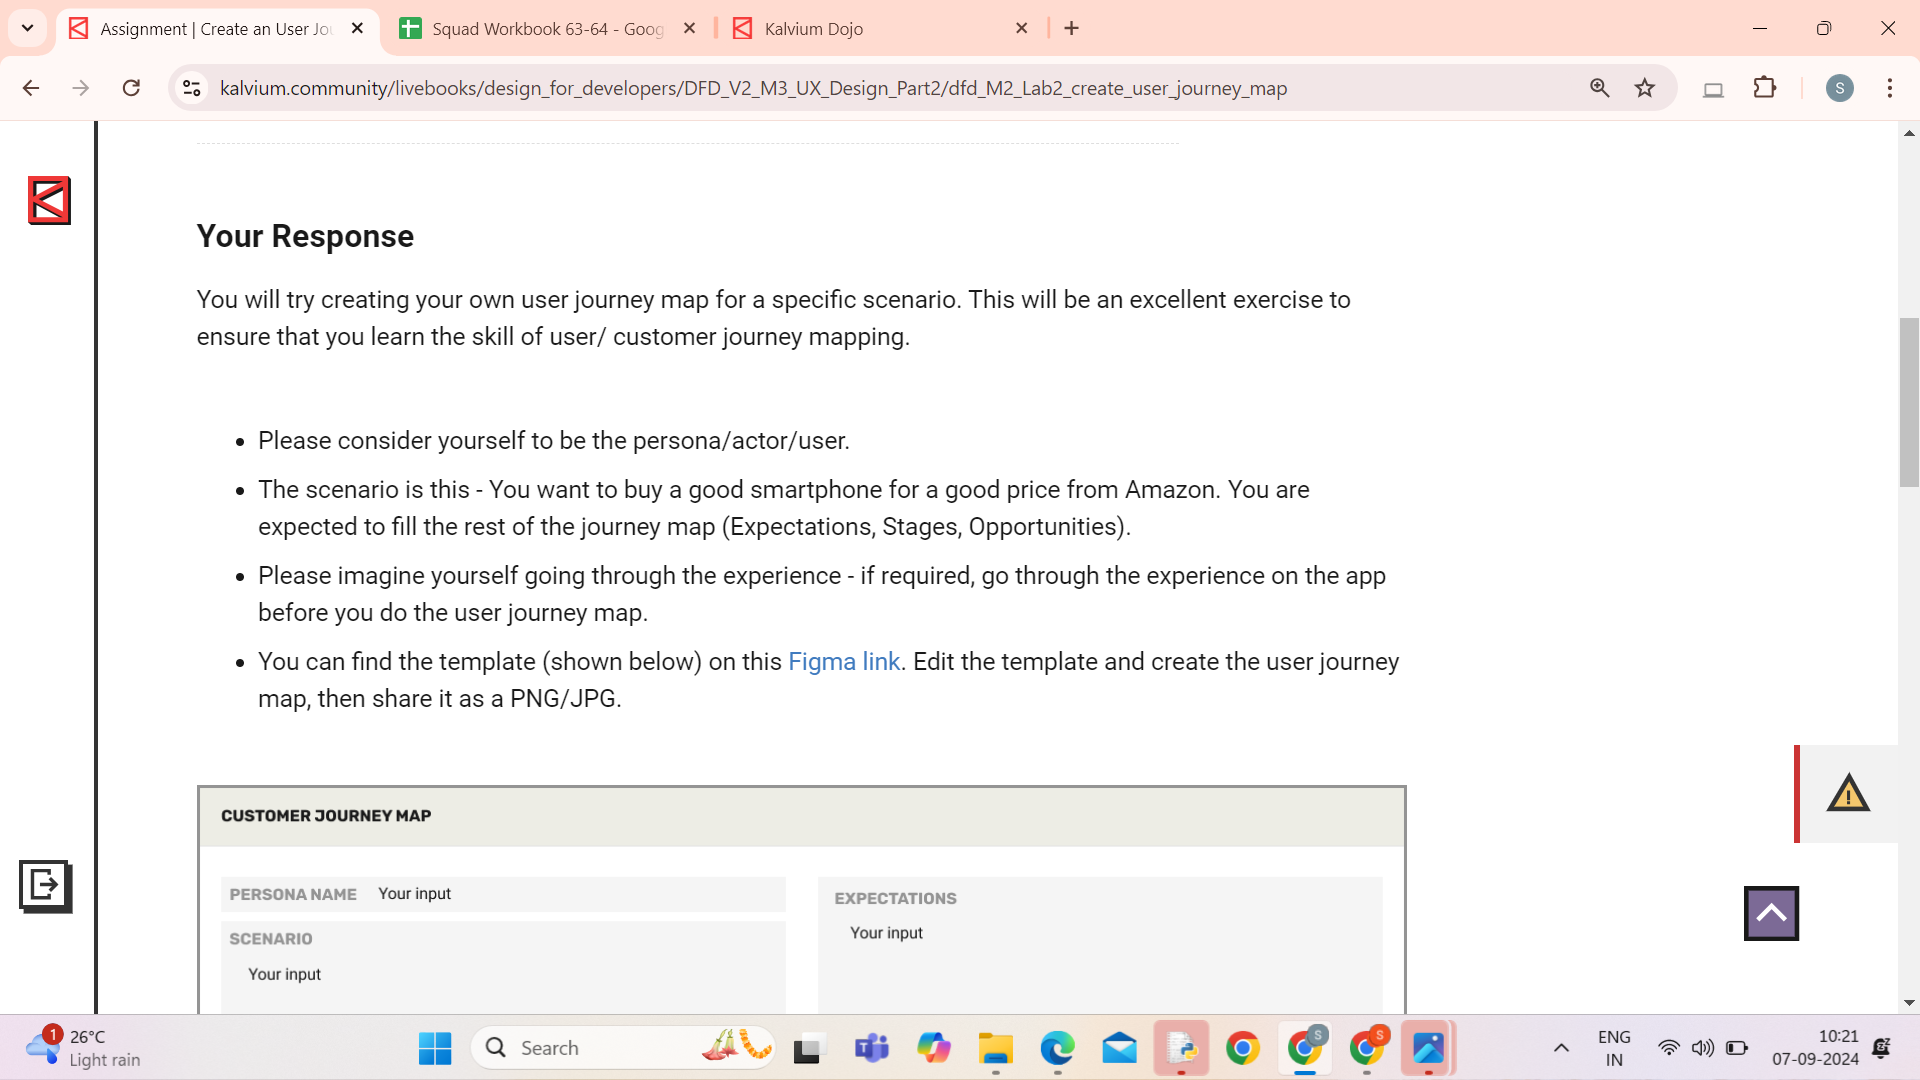 Assignment | Create an User Jou
Squad Workbook 63-64 - Goog
Kalvium Dojo
kalvium.community/livebooks/design_for_developers/DFD_V2_M3_UX_Design_Part2/dfd_M2_Lab2_create_user_journey_map
S
Your Response
You will try creating your own user journey map for a specific scenario. This will be an excellent exercise to
ensure that you learn the skill of user/ customer journey mapping.
Please consider yourself to be the persona/actor/user.
The scenario is this - You want to buy a good smartphone for a good price from Amazon. You are
expected to fill the rest of the journey map (Expectations, Stages, Opportunities).
Please imagine yourself going through the experience - if required, go through the experience on the app
before you do the user journey map.
You can find the template (shown below) on this Figma link. Edit the template and create the user journey
map, then share it as a PNG/JPG.
CUSTOMER JOURNEY MAP
PERSONA NAME Your input
SCENARIO
Your input
EXPECTATIONS
Your input
1
26°C
Light rain
Search
S
S
ENG
IN
10:21
07-09-2024